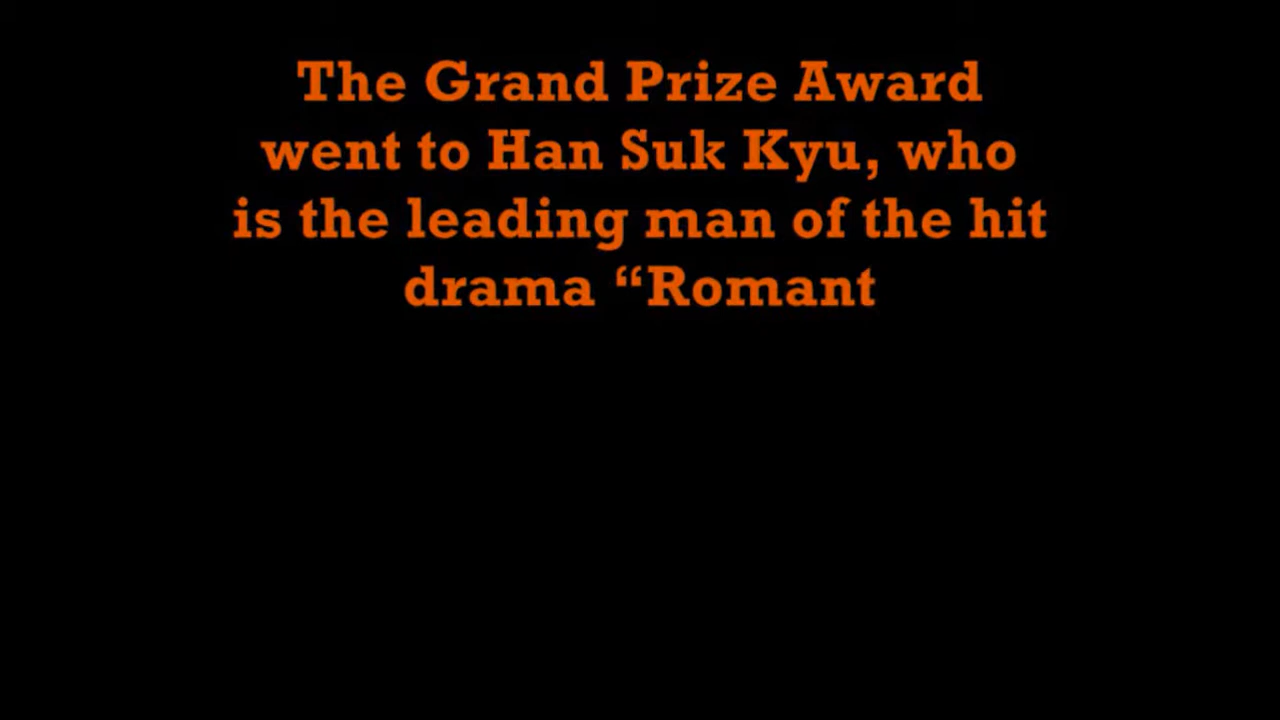 The Grand Prize Award
went to Han Suk Kyu, who
is the leading man of the hit
drama “Romant